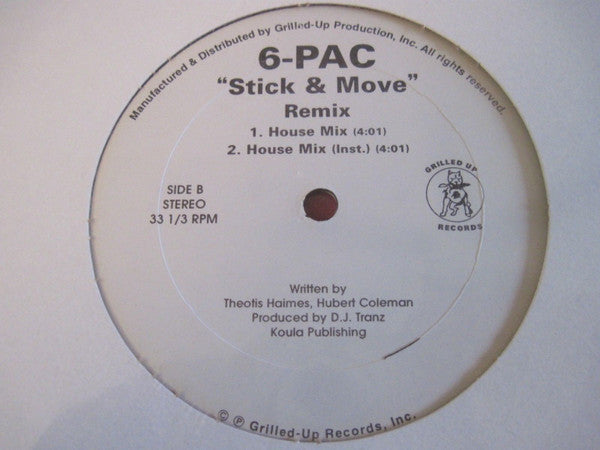 Manufactured & Distributed by Grilled-Up Production, Inc. All rights reserved.
6-PAC
"Stick & Move"
Remix
1. House Mix (4:01)
2. House Mix (Inst.) (4:01)
SIDE B
STEREO
33 1/3 RPM
GRILLED UP
RECORDS
Written by
Theotis Haimes, Hubert Coleman
Produced by D.J. Tranz
Koula Publishing
© ℗ Grilled-Up Records, Inc.